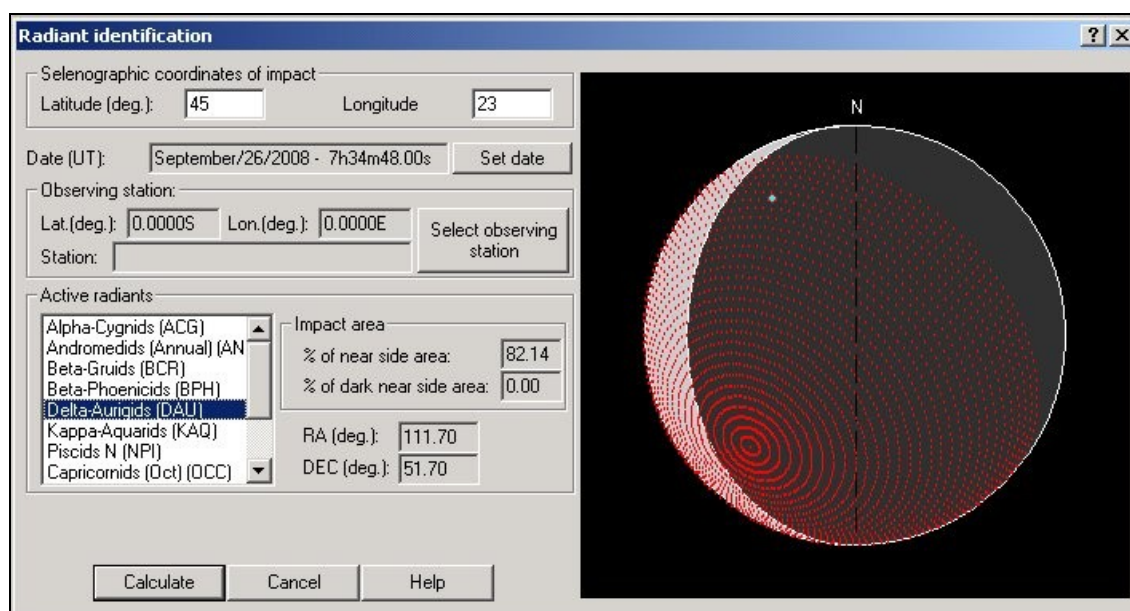 Radiant identification
Selenographic coordinates of impact
Latitude (deg.): 45 Longitude 23
Date (UT): September/26/2008 - 7h34m48.00s Set date
Observing station:
Lat.(deg.): 0.0000S Lon.(deg.): 0.0000E Select observing station
Station:
Active radiants
Alpha-Cygnids (ACG)
Andromedids (Annual) (AN
Beta-Gruids (BCR)
Beta-Phoenicids (BPH)
Delta-Aurigids (DAU)
Kappa-Aquarids (KAQ)
Piscids N (NPI)
Capricornids (Oct) (OCC)
Impact area
% of near side area: 82.14
% of dark near side area: 0.00
RA (deg.): 111.70
DEC (deg.): 51.70
Calculate Cancel Help
N